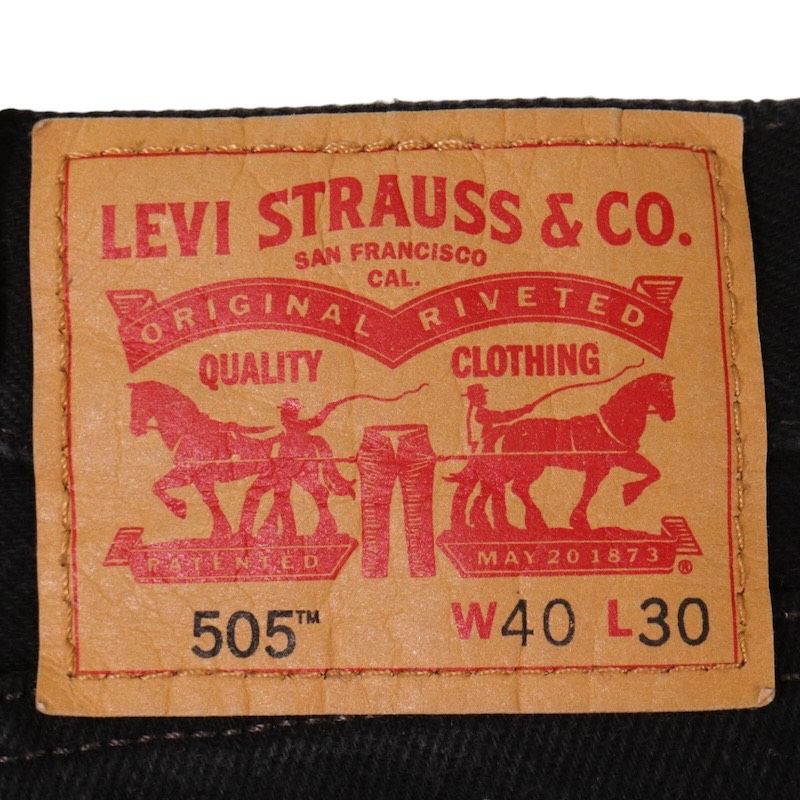 LEVI STRAUSS & CO.
SAN FRANCISCO
CAL.
ORIGINAL RIVETED
QUALITY CLOTHING
PATENTED MAY 20 1873 ®
505™ W40 L30